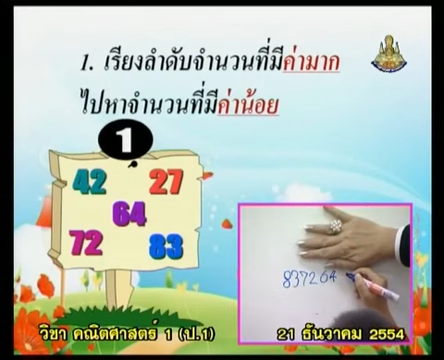 1. เรียงลำดับจำนวนที่มีค่ามาก
ไปหาจำนวนที่มีค่าน้อย
1
42 27
64
72 83
837264
วิชา คณิตศาสตร์ 1 (ป.1)
21 ธันวาคม 2554